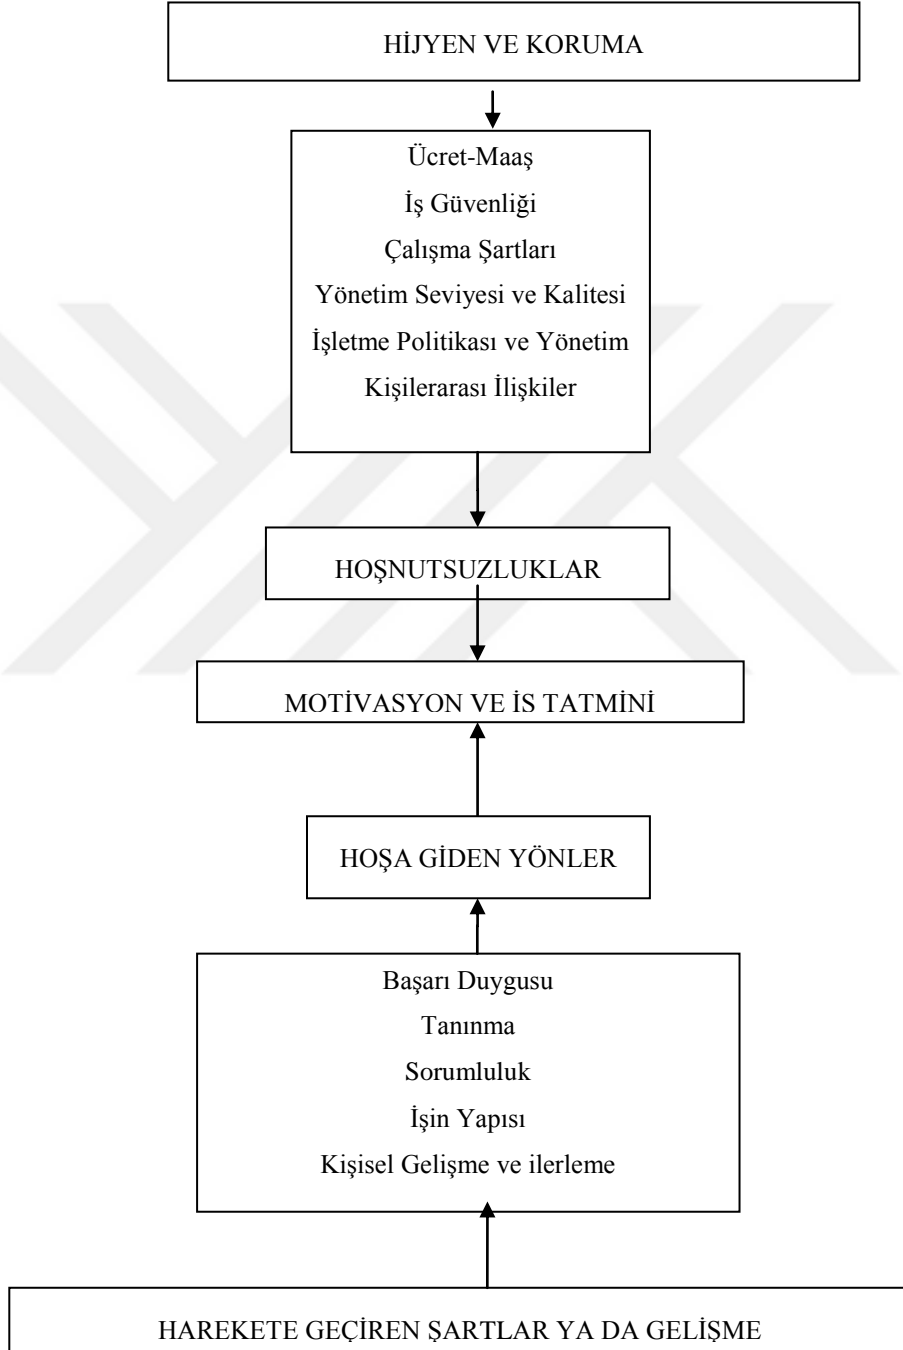 HİJYEN VE KORUMA
Ücret-Maaş
İş Güvenliği
Çalışma Şartları
Yönetim Seviyesi ve Kalitesi
İşletme Politikası ve Yönetim
Kişilerarası İlişkiler
HOŞNUTSUZLUKLAR
MOTİVASYON VE İS TATMİNİ
HOŞA GİDEN YÖNLER
Başarı Duygusu
Tanınma
Sorumluluk
İşin Yapısı
Kişisel Gelişme ve ilerleme
HAREKETE GEÇİREN ŞARTLAR YA DA GELİŞME